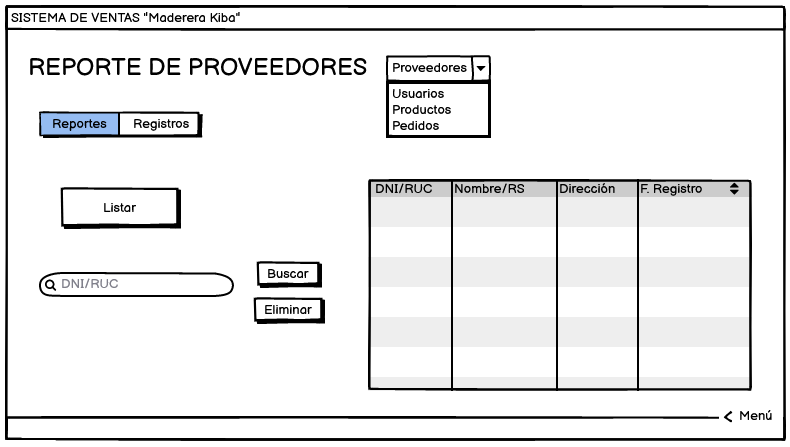 SISTEMA DE VENTAS "Maderera Kiba"
REPORTE DE PROVEEDORES
Proveedores
Usuarios
Productos
Pedidos
Reportes Registros
Listar
DNI/RUC Nombre/RS Dirección F. Registro
DNI/RUC
Buscar
Eliminar
Menú